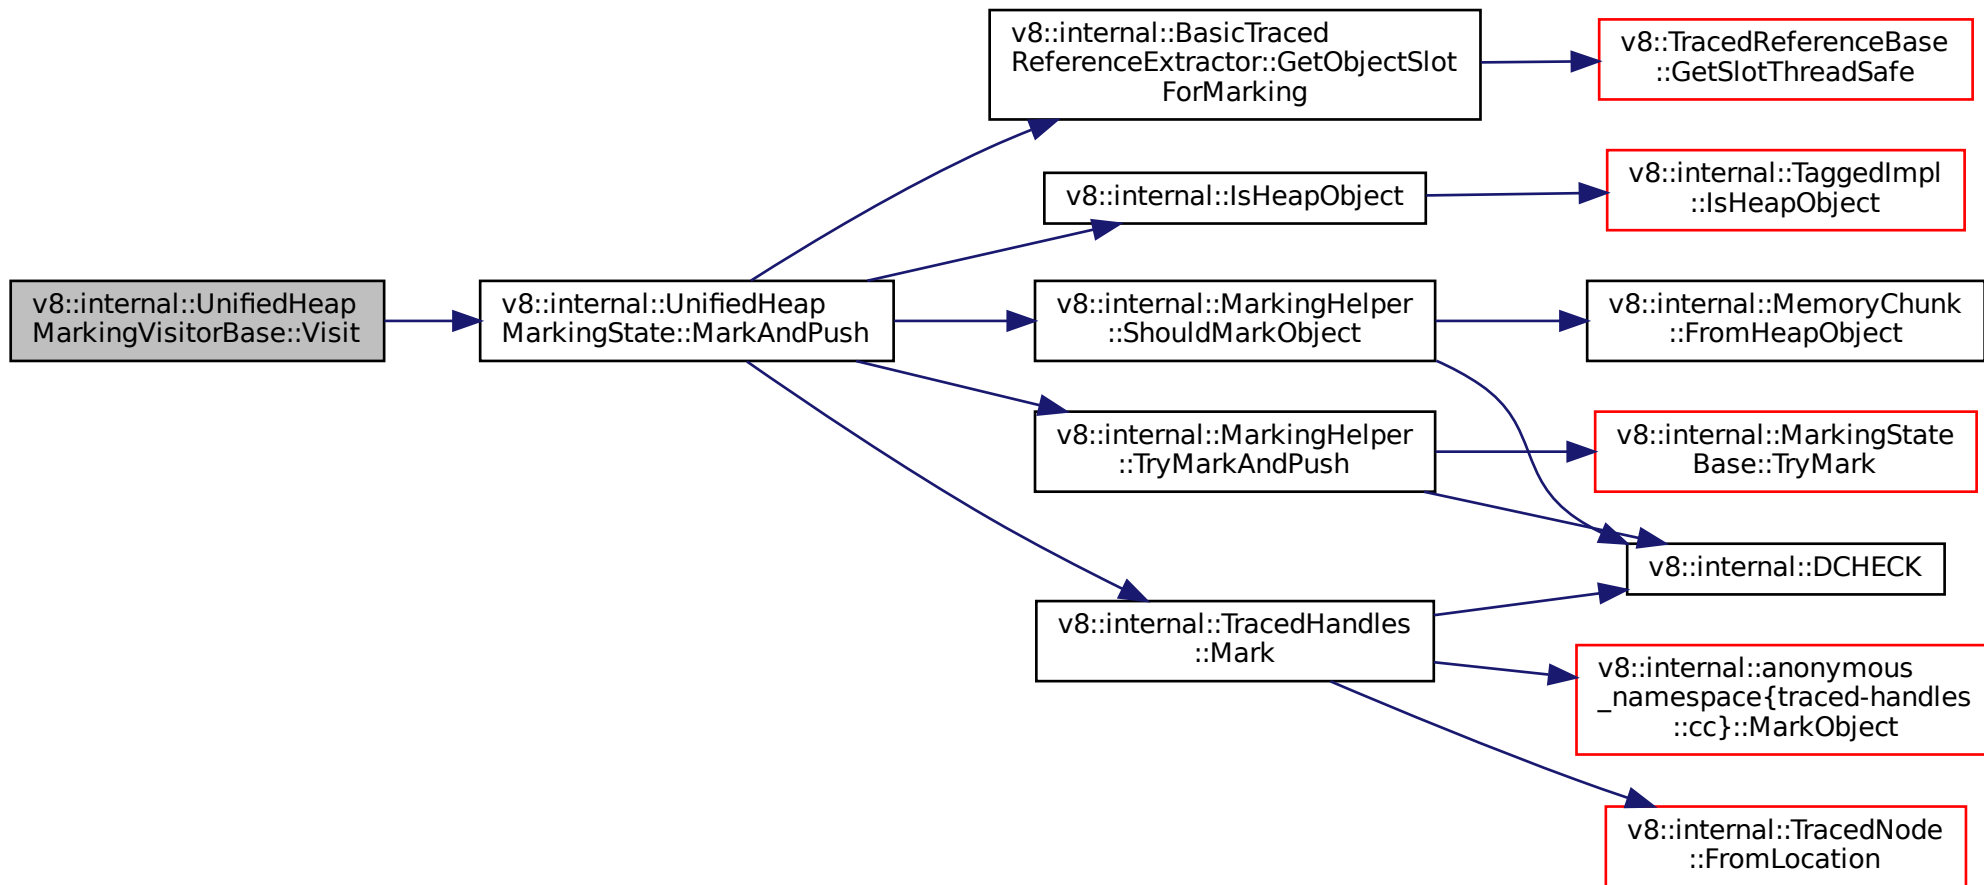 v8::internal::UnifiedHeap
MarkingVisitorBase::Visit
v8::internal::UnifiedHeap
MarkingState::MarkAndPush
v8::internal::BasicTraced
ReferenceExtractor::GetObjectSlot
ForMarking
v8::TracedReferenceBase
::GetSlotThreadSafe
v8::internal::IsHeapObject
v8::internal::TaggedImpl
::IsHeapObject
v8::internal::MarkingHelper
::ShouldMarkObject
v8::internal::MemoryChunk
::FromHeapObject
v8::internal::MarkingHelper
::TryMarkAndPush
v8::internal::MarkingState
Base::TryMark
v8::internal::DCHECK
v8::internal::TracedHandles
::Mark
v8::internal::anonymous
_namespace{traced-handles
::cc}::MarkObject
v8::internal::TracedNode
::FromLocation